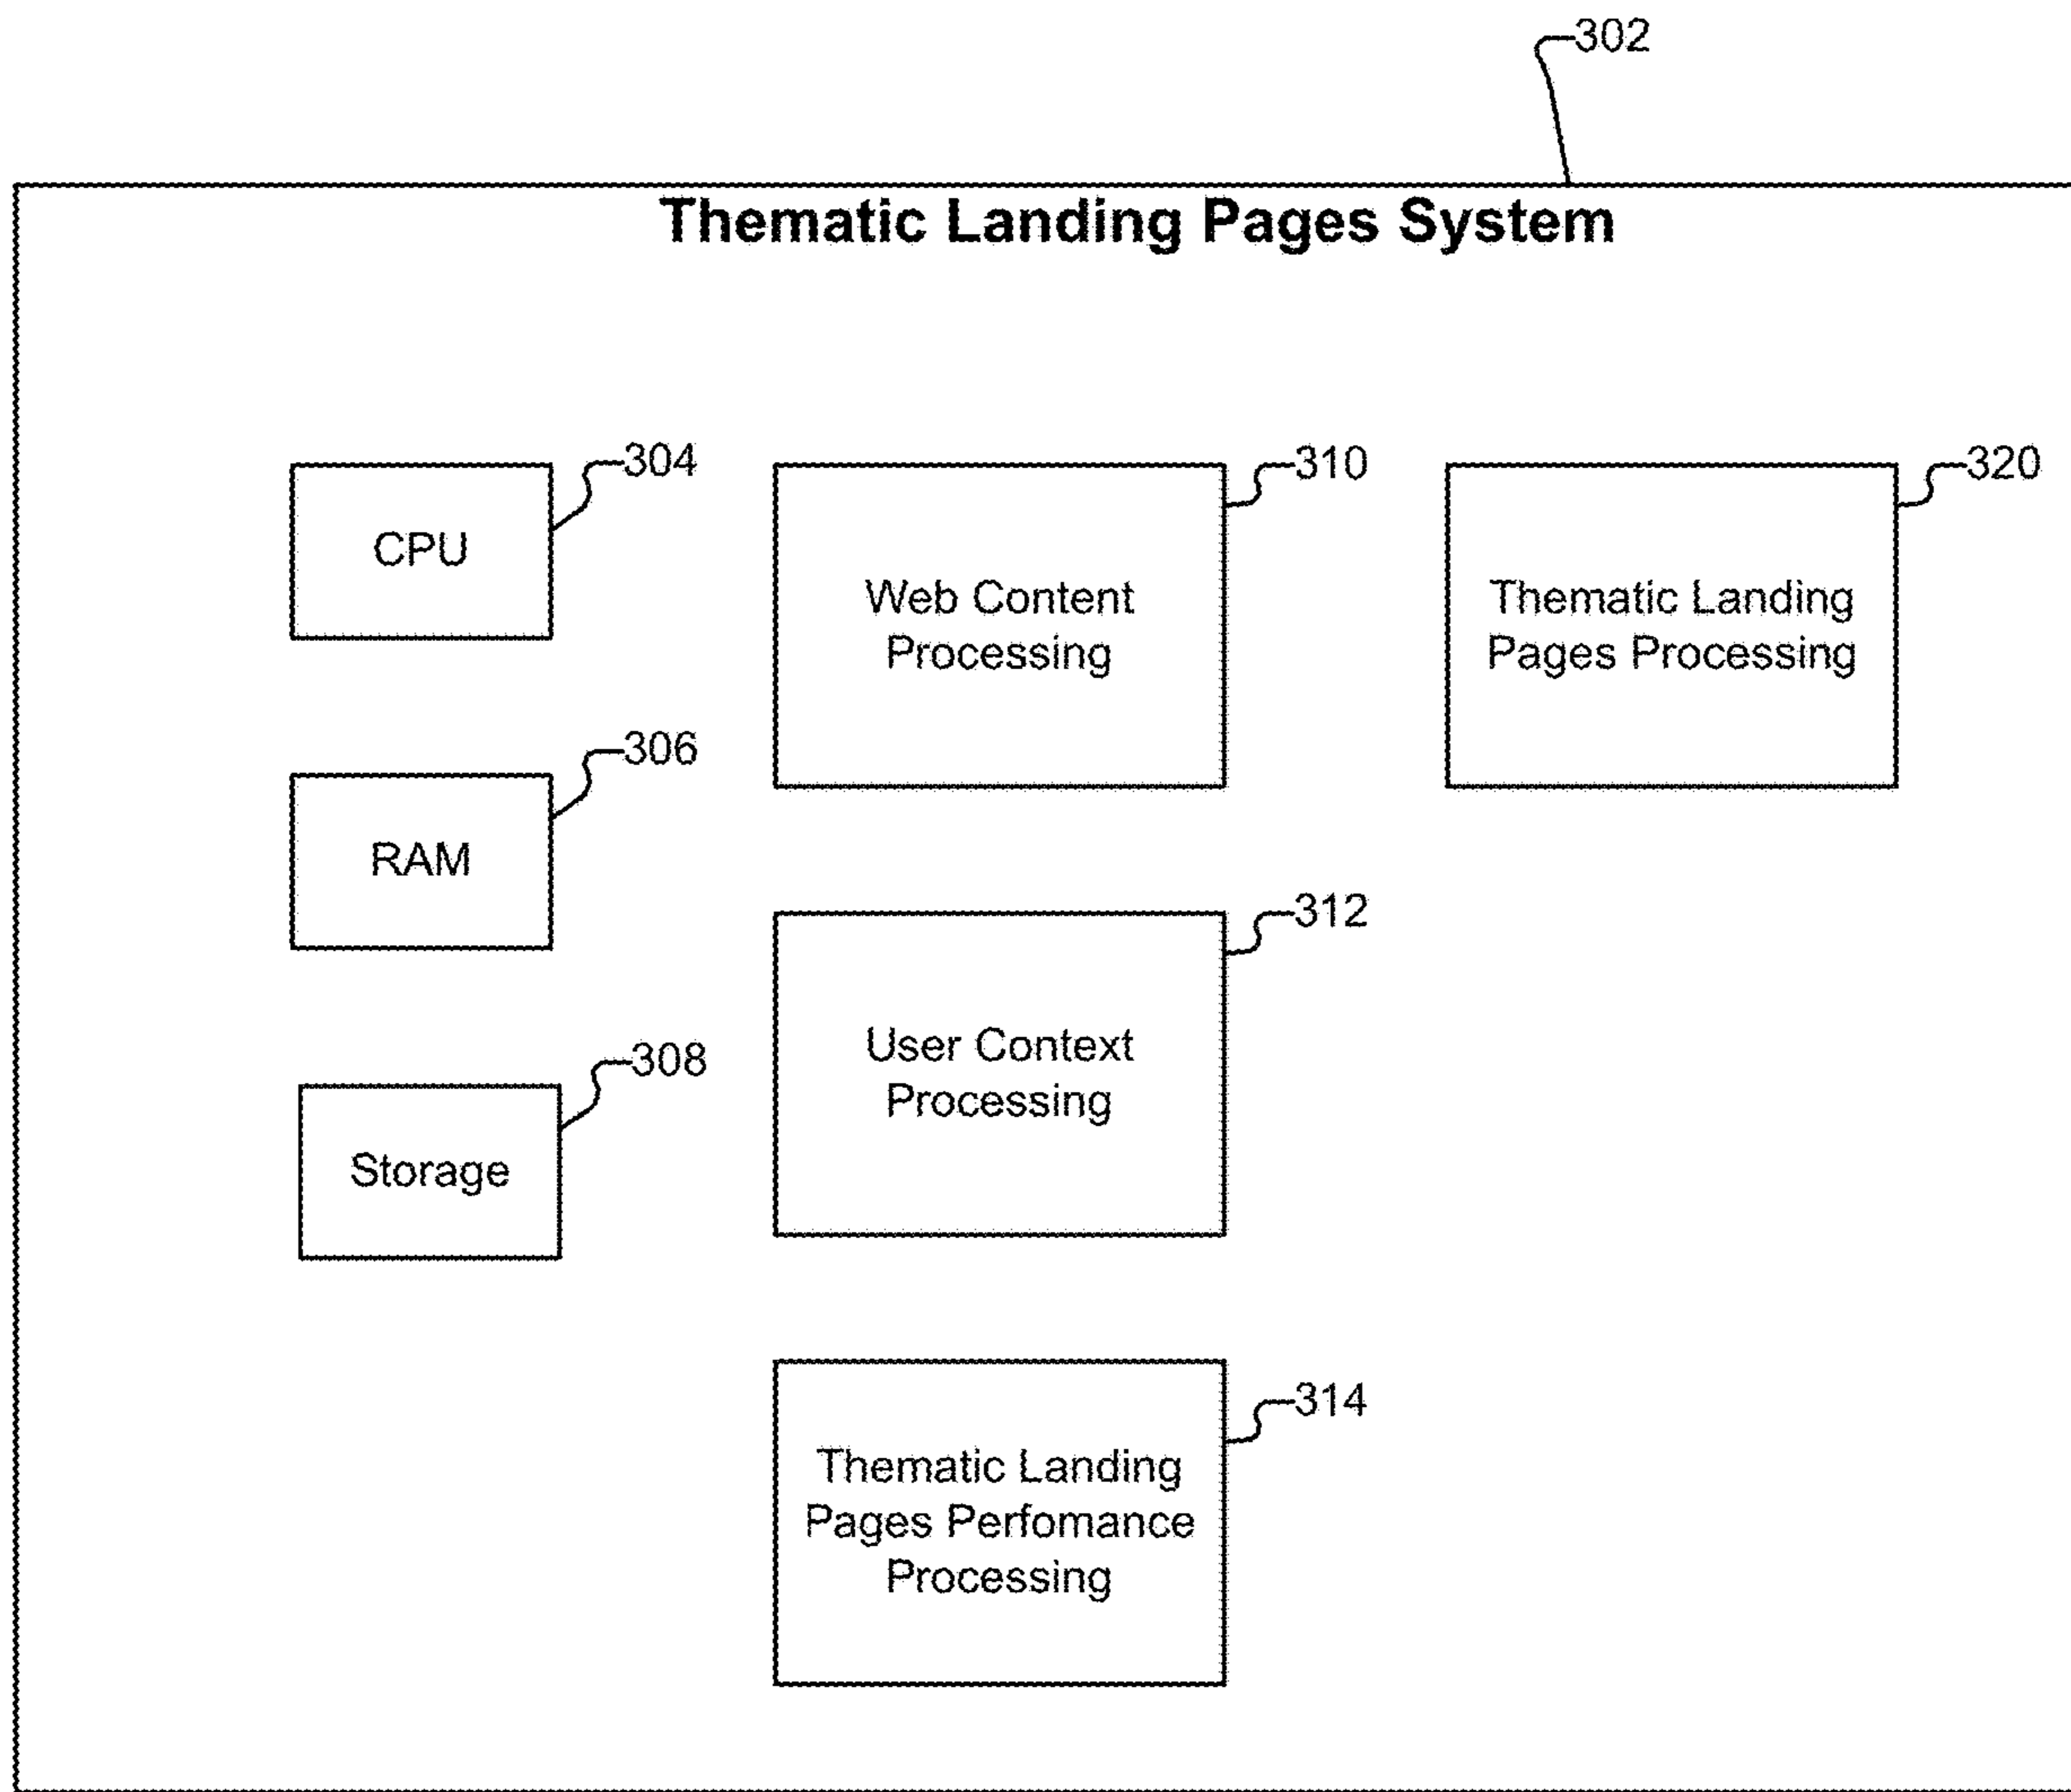 302
Thematic Landing Pages System
304
CPU
306
RAM
308
Storage
310
Web Content
Processing
312
User Context
Processing
314
Thematic Landing
Pages Perfomance
Processing
320
Thematic Landing
Pages Processing